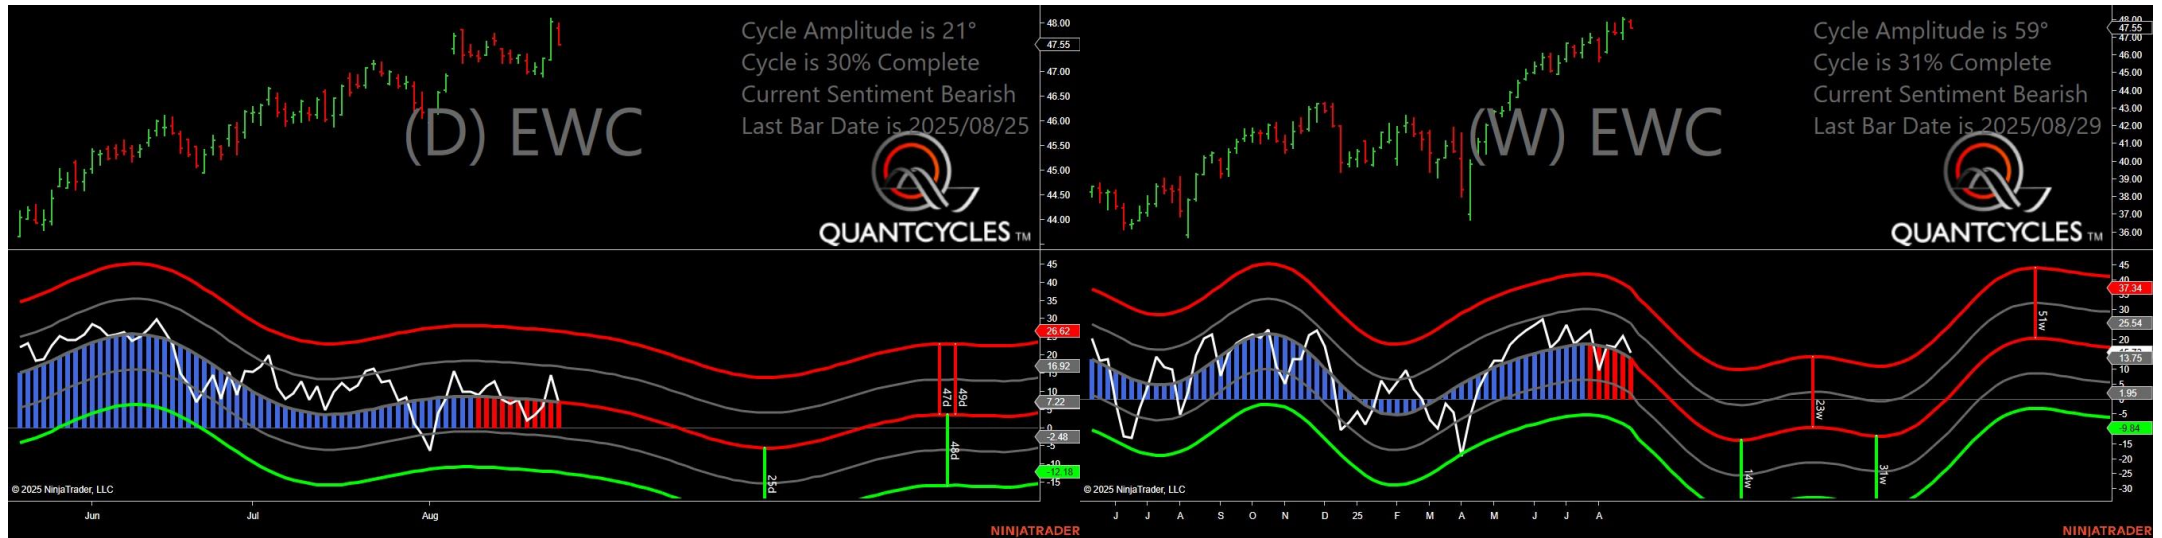 Cycle Amplitude is 21°
Cycle is 30% Complete
Current Sentiment Bearish
Last Bar Date is 2025/08/25
(D) EWC
QUANTCYCLES TM
48.00
47.55
47.00
46.50
46.00
45.50
45.00
44.50
44.00
45
40
35
30
26.62
20
16.92
10
7.22
0
-2.48
-5
-12.18
-15
47d
49d
48d
25d
© 2025 NinjaTrader, LLC
Jun
Jul
Aug
NINJATRADER
Cycle Amplitude is 59°
Cycle is 31% Complete
Current Sentiment Bearish
Last Bar Date is 2025/08/29
(W) EWC
QUANTCYCLES TM
48.00
47.55
47.00
46.00
45.00
44.00
43.00
42.00
41.00
40.00
39.00
38.00
37.00
36.00
45
40
37.34
35
30
25.54
20
13.75
10
5
1.95
-5
-9.84
-15
-20
-25
-30
51w
23w
14w
31w
© 2025 NinjaTrader, LLC
J J A S O N D 25 F M A M J J A
NINJATRADER